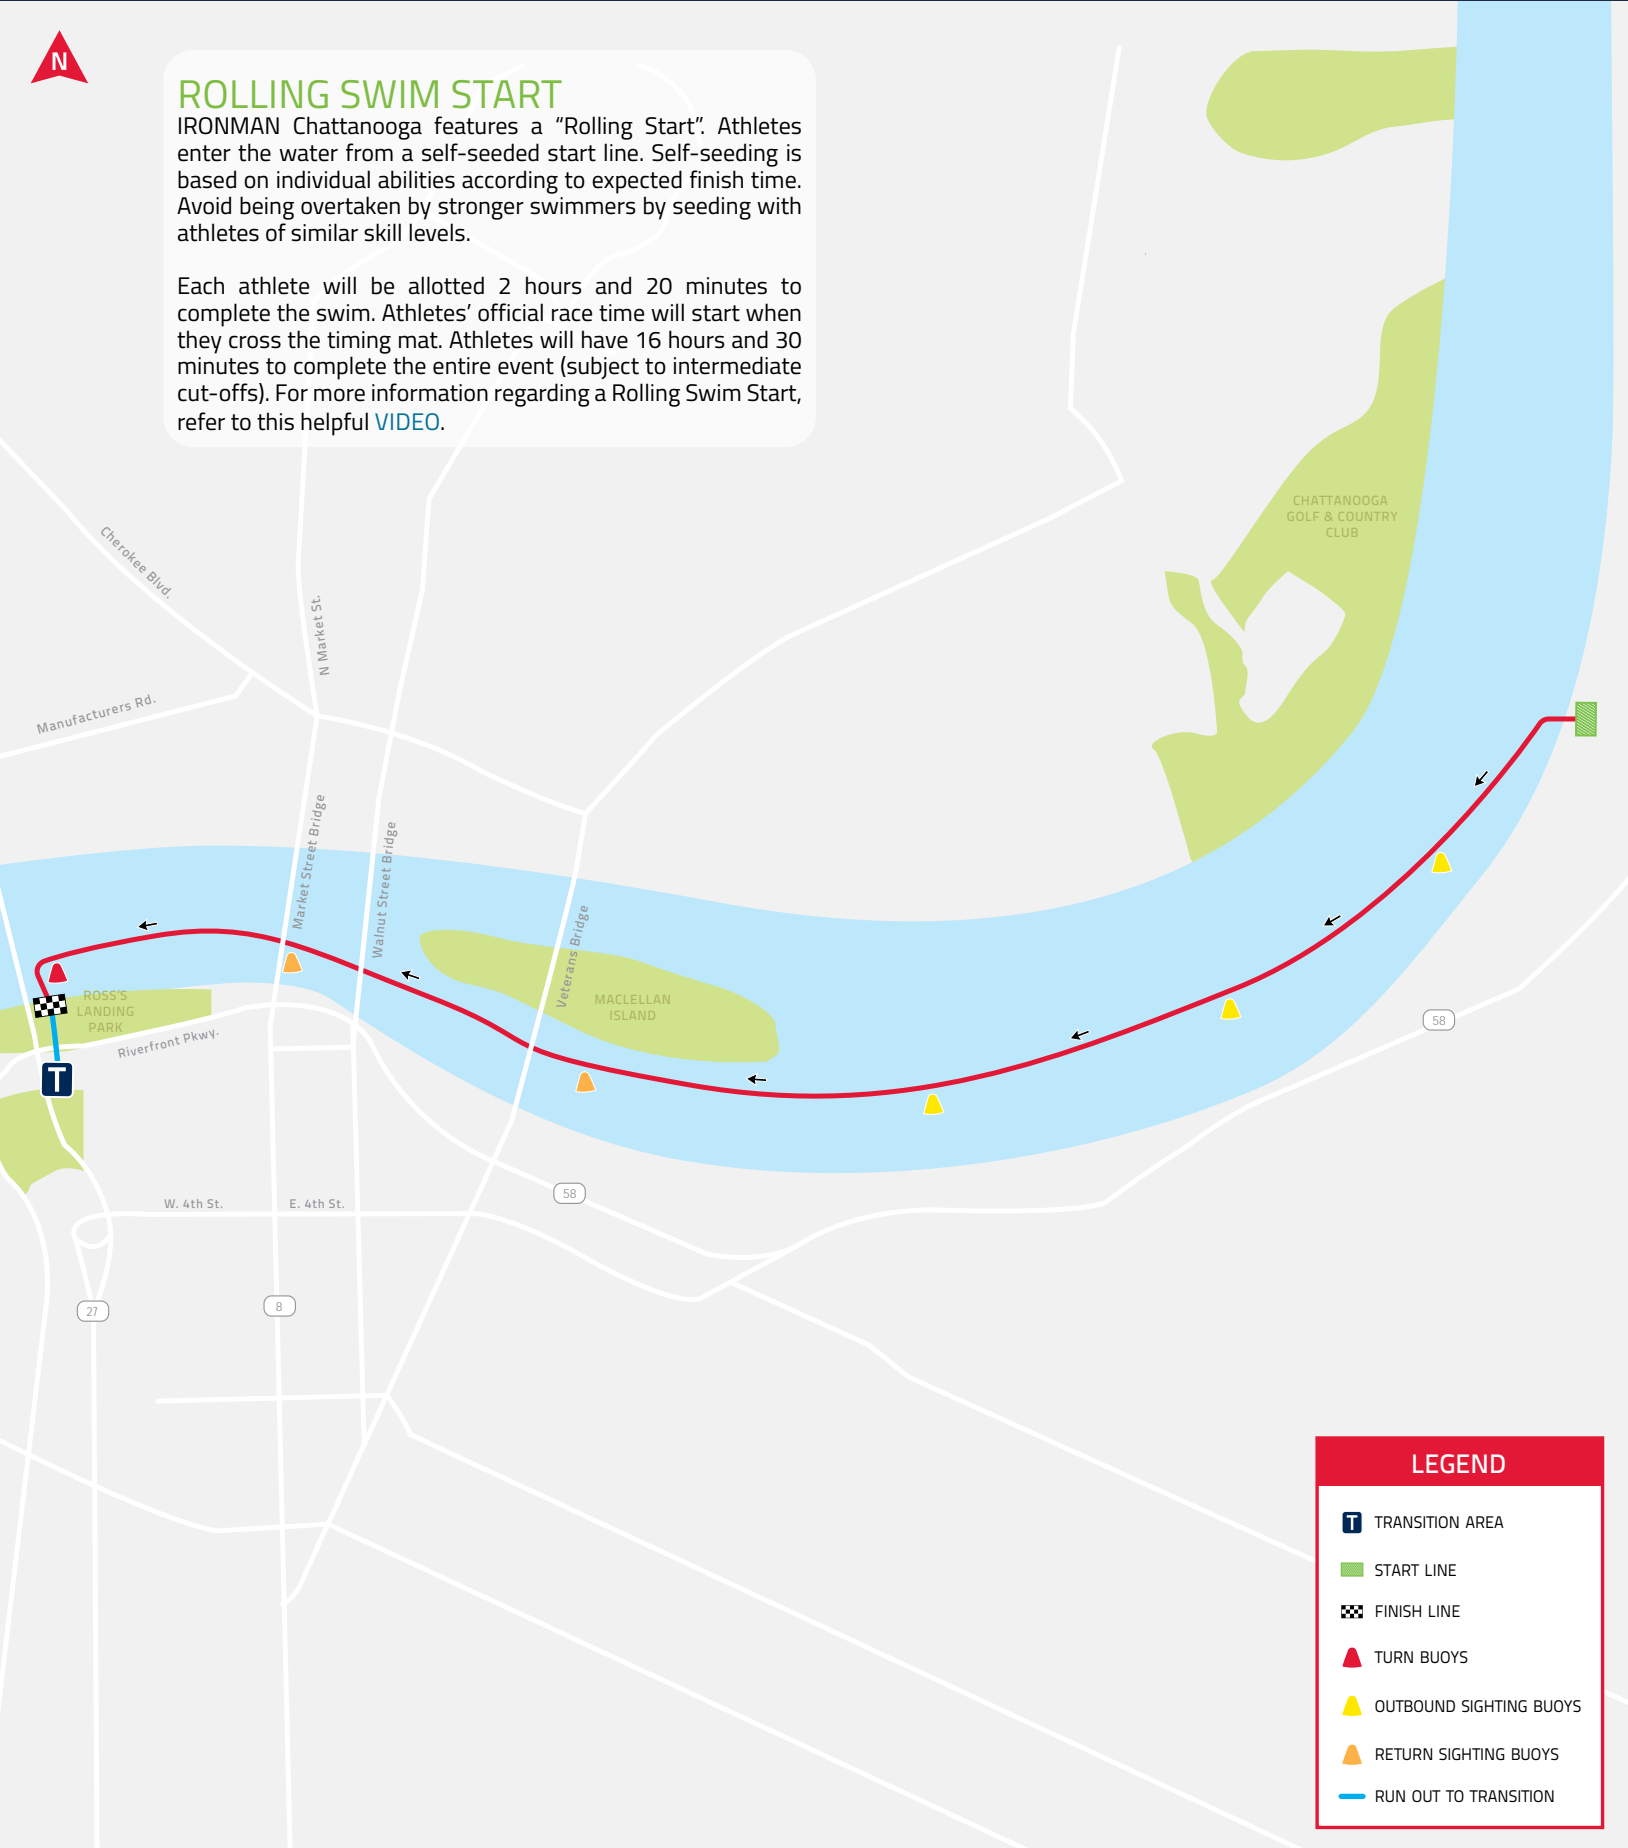 N
ROLLING SWIM START
IRONMAN Chattanooga features a “Rolling Start”. Athletes
enter the water from a self-seeded start line. Self-seeding is
based on individual abilities according to expected finish time.
Avoid being overtaken by stronger swimmers by seeding with
athletes of similar skill levels.
Each athlete will be allotted 2 hours and 20 minutes to
complete the swim. Athletes’ official race time will start when
they cross the timing mat. Athletes will have 16 hours and 30
minutes to complete the entire event (subject to intermediate
cut-offs). For more information regarding a Rolling Swim Start,
refer to this helpful VIDEO.
CHATTANOOGA
GOLF & COUNTRY
CLUB
Cherokee Blvd.
N Market St.
Manufacturers Rd.
Market Street Bridge
Walnut Street Bridge
Veterans Bridge
MACLELLAN
ISLAND
ROSS'S
LANDING
PARK
Riverfront Pkwy.
58
T
58
W. 4th St.
E. 4th St.
27
8
LEGEND
T TRANSITION AREA
START LINE
FINISH LINE
TURN BUOYS
OUTBOUND SIGHTING BUOYS
RETURN SIGHTING BUOYS
RUN OUT TO TRANSITION